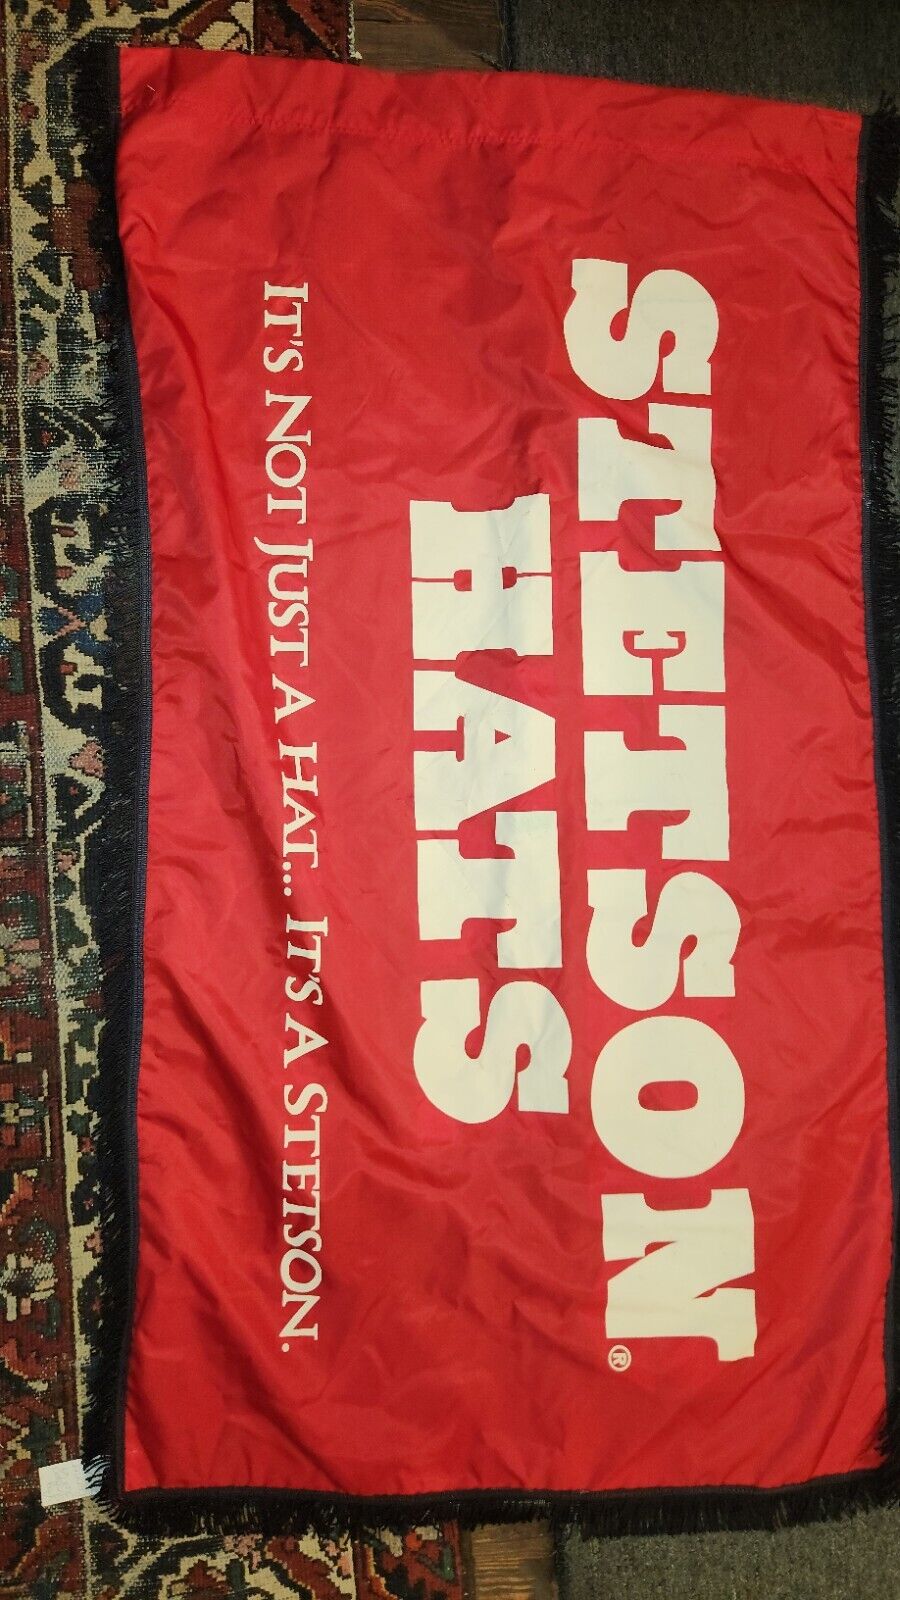 STETSON®
HATS
IT'S NOT JUST A HAT... IT'S A STETSON.